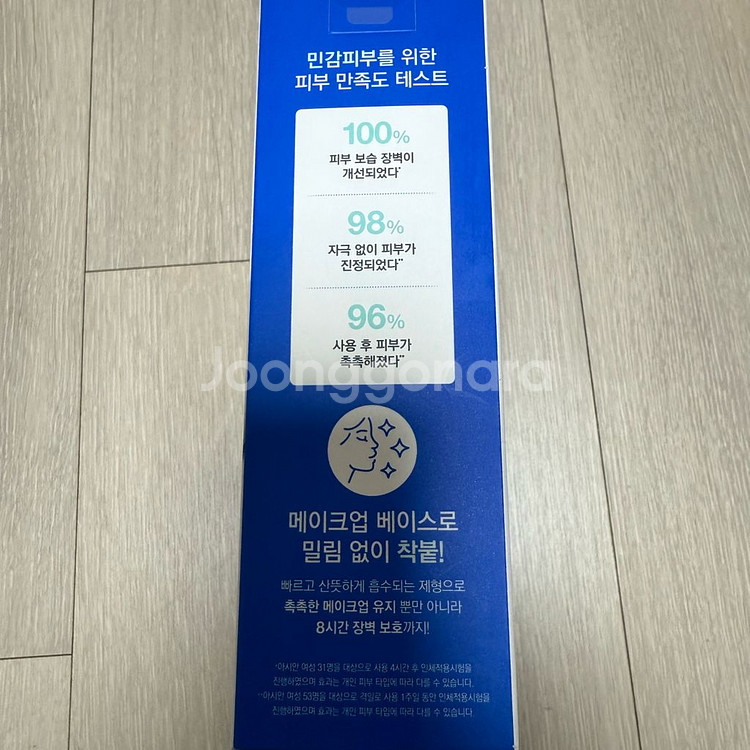 민감피부를 위한
피부 만족도 테스트
100%
피부 보습 장벽이
개선되었다*
98%
자극 없이 피부가
진정되었다**
96%
사용 후 피부가
촉촉해졌다**
Joonggonara
메이크업 베이스로
밀림 없이 착붙!
빠르고 산뜻하게 흡수되는 제형으로
촉촉한 메이크업 유지 뿐만 아니라
8시간 장벽 보호까지!
*아시안 여성 31명을 대상으로 사용 4시간 후 인체적용시험을
진행하였으며 효과는 개인 피부 타입에 따라 다를 수 있습니다.
**아시안 여성 53명을 대상으로 격일로 사용 1주일 동안 인체적용시험을
진행하였으며 효과는 개인 피부 타입에 따라 다를 수 있습니다